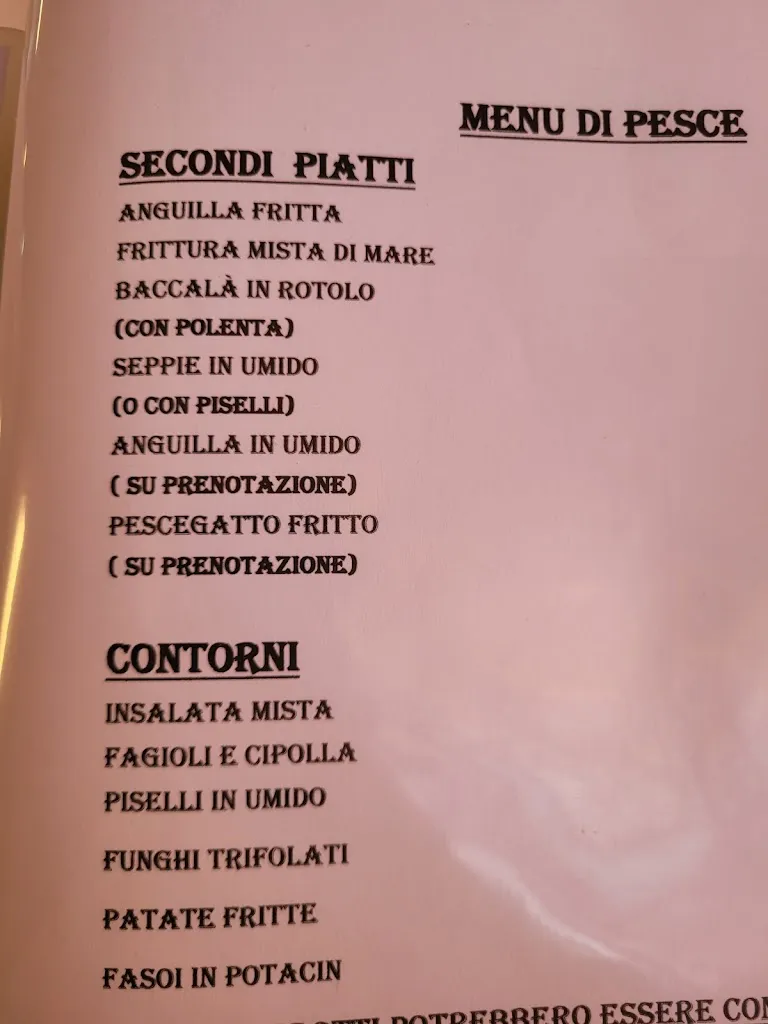 MENU DI PESCE
SECONDI PIATTI
ANGUILLA FRITTA
FRITTURA MISTA DI MARE
BACCALÀ IN ROTOLO
(CON POLENTA)
SEPPIE IN UMIDO
(O CON PISELLI)
ANGUILLA IN UMIDO
( SU PRENOTAZIONE)
PESCEGATTO FRITTO
( SU PRENOTAZIONE)
CONTORNI
INSALATA MISTA
FAGIOLI E CIPOLLA
PISELLI IN UMIDO
FUNGHI TRIFOLATI
PATATE FRITTE
FASOI IN POTACIN
POTREBBERO ESSERE